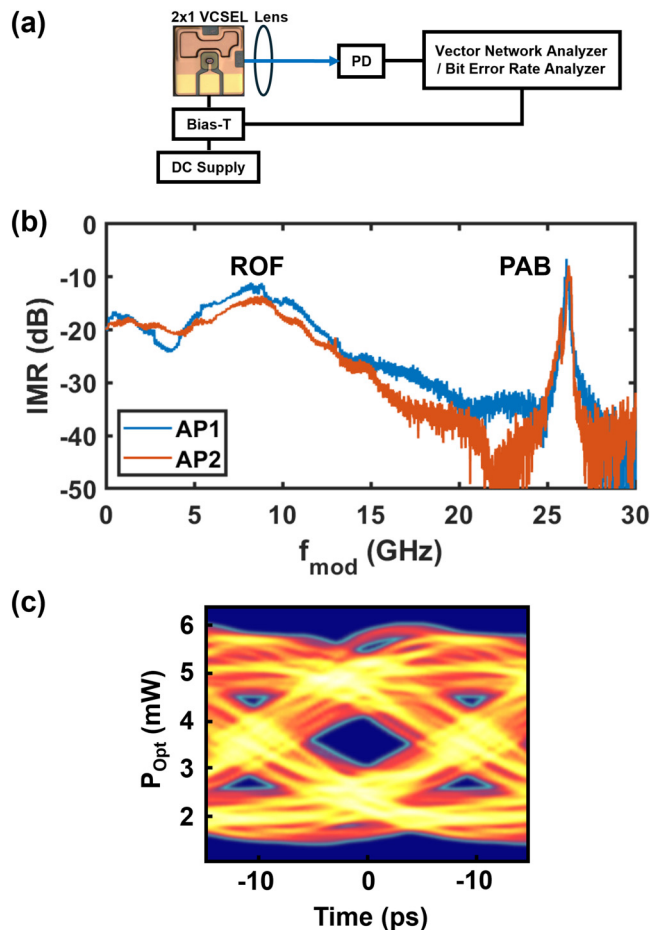 (a)
2x1 VCSEL Lens
PD
Vector Network Analyzer
/ Bit Error Rate Analyzer
Bias-T
DC Supply
(b)
0
-10
-20
-30
-40
-50
IMR (dB)
ROF
PAB
AP1
AP2
0 5 10 15 20 25 30
f_mod (GHz)
(c)
6
5
4
3
2
P_Opt (mW)
-10 0 -10
Time (ps)